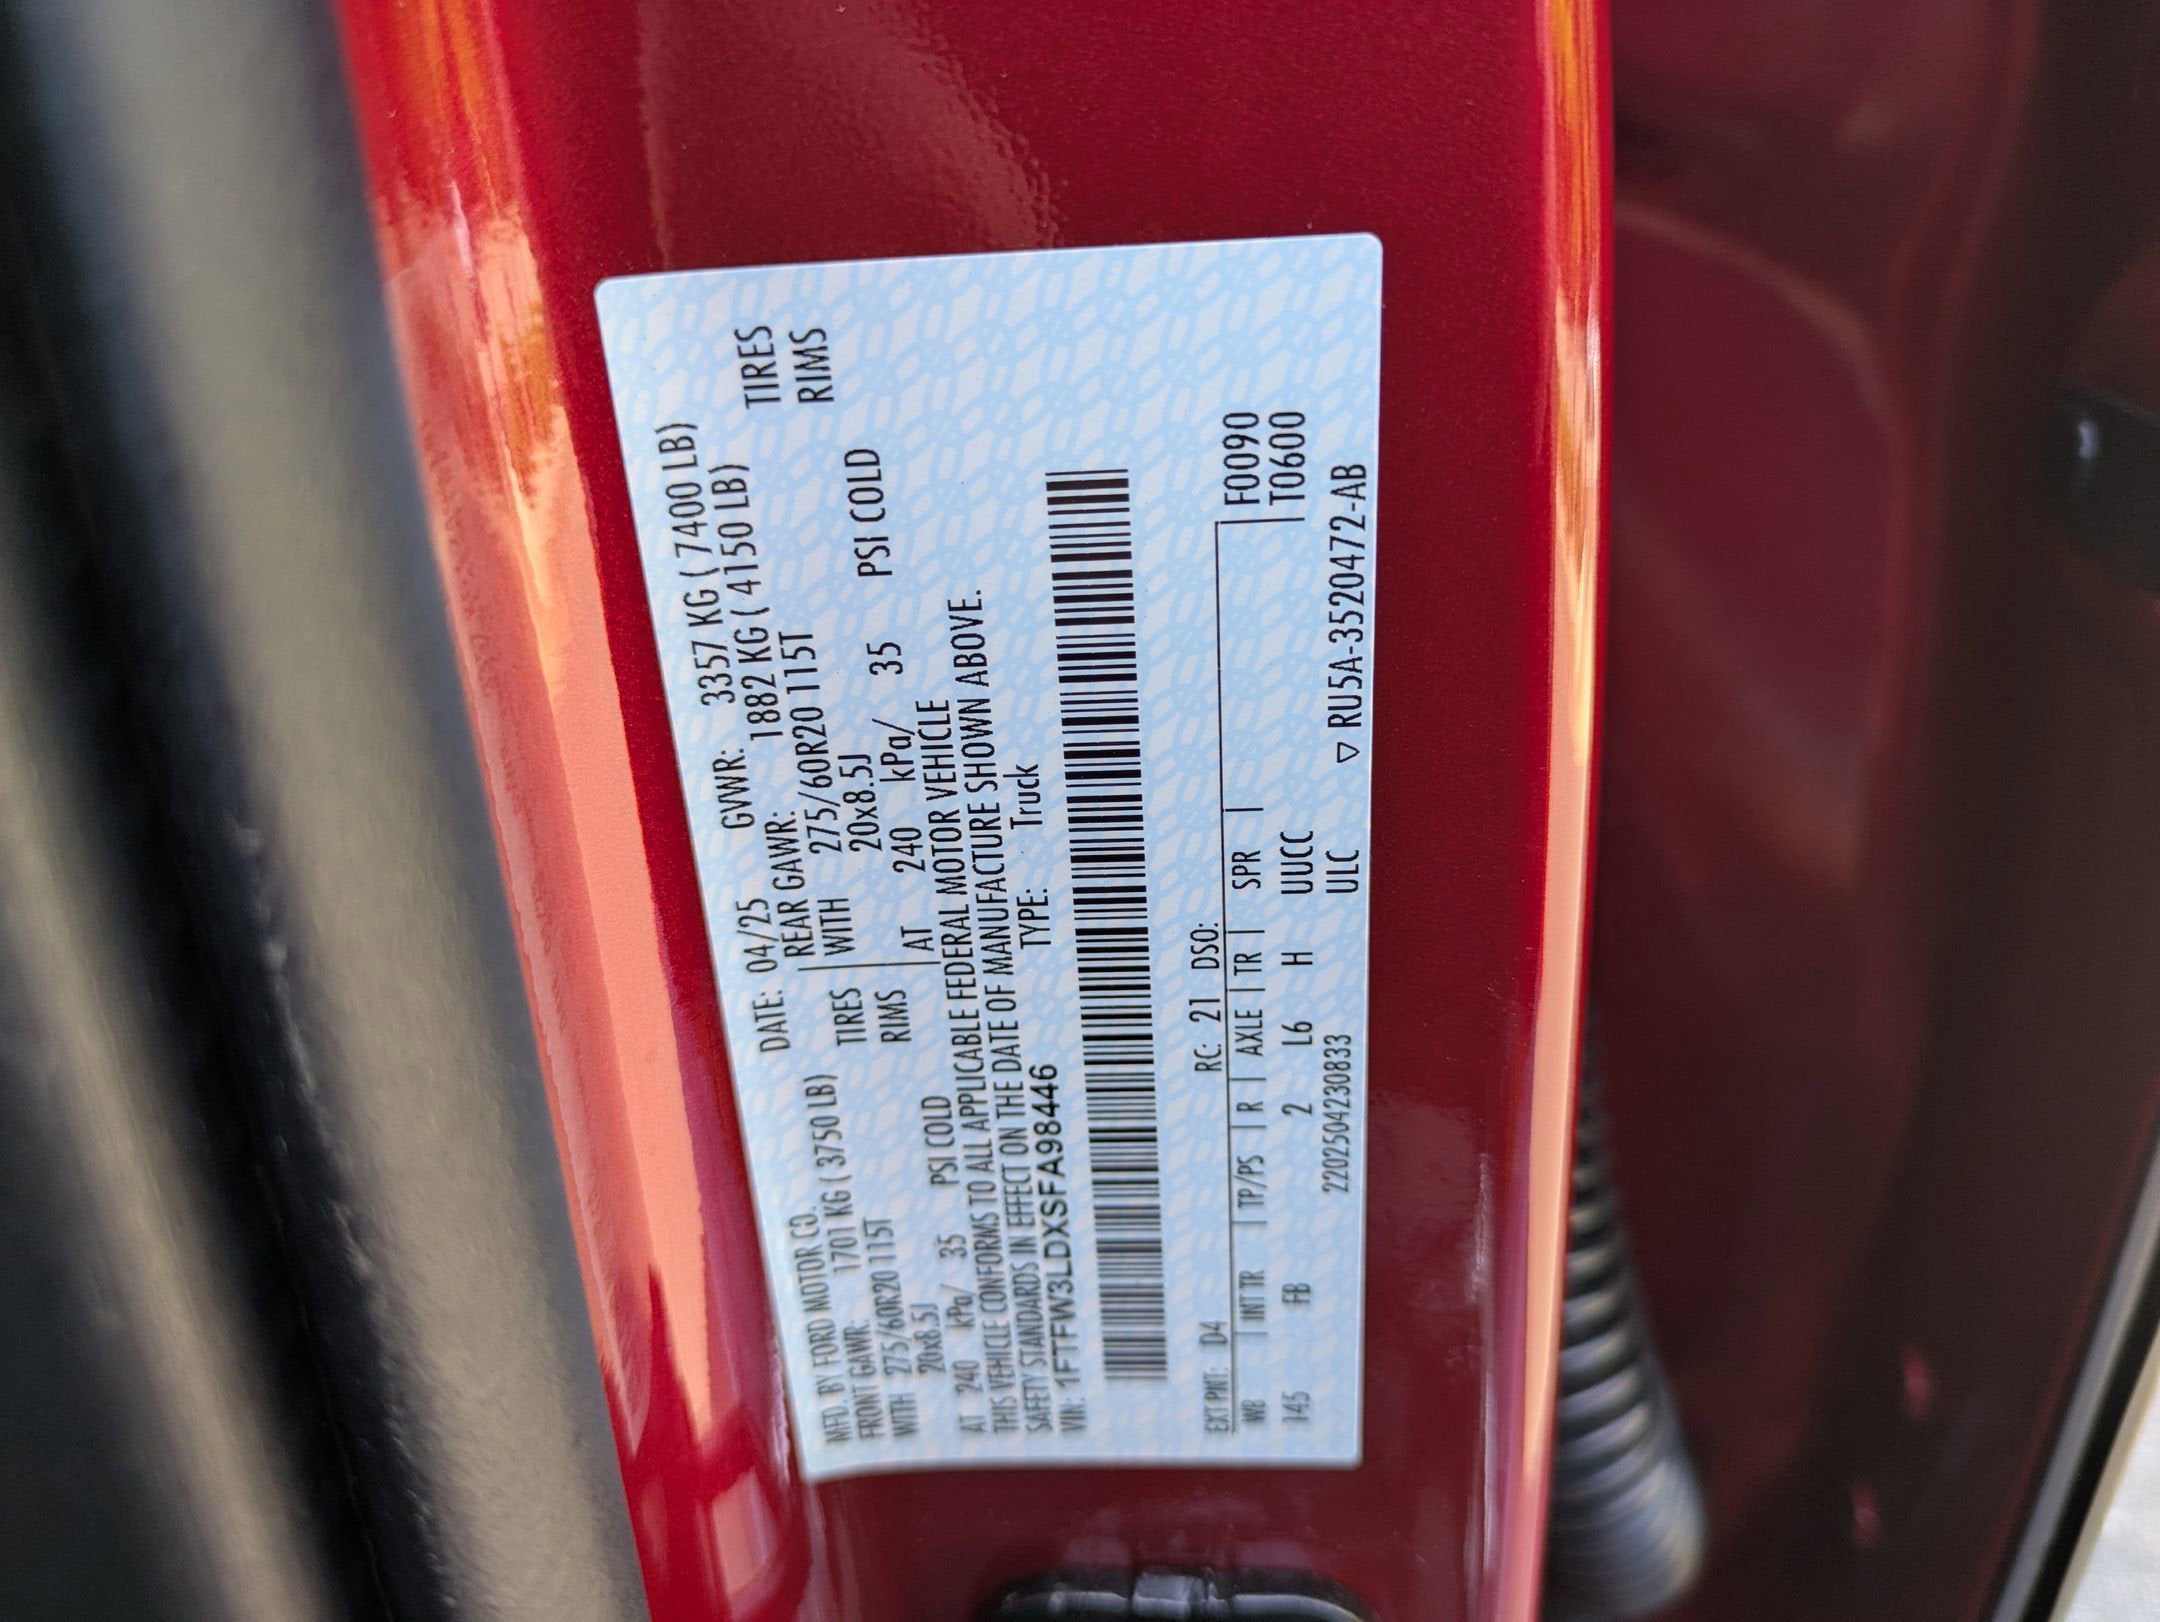 MFD. BY FORD MOTOR CO. DATE: 04/25 GVWR: 3357 KG ( 7400 LB)
FRONT GAWR: 1701 KG ( 3750 LB) REAR GAWR: 1882 KG ( 4150 LB)
WITH 275/60R20 115T TIRES WITH 275/60R20 115T TIRES
20x8.5J RIMS 20x8.5J RIMS
AT 240 kPa/ 35 PSI COLD AT 240 kPa/ 35 PSI COLD
THIS VEHICLE CONFORMS TO ALL APPLICABLE FEDERAL MOTOR VEHICLE
SAFETY STANDARDS IN EFFECT ON THE DATE OF MANUFACTURE SHOWN ABOVE.
VIN: 1FTFW3LDXSFA98446 TYPE: Truck
EXT PNT: D4 RC: 21 DSO:
WB | INT TR | TP/PS | R | AXLE | TR | SPR | F0090
145 FB 2 L6 H UUCC T0600
2202504230833 ULC ▽ RU5A-3520472-AB